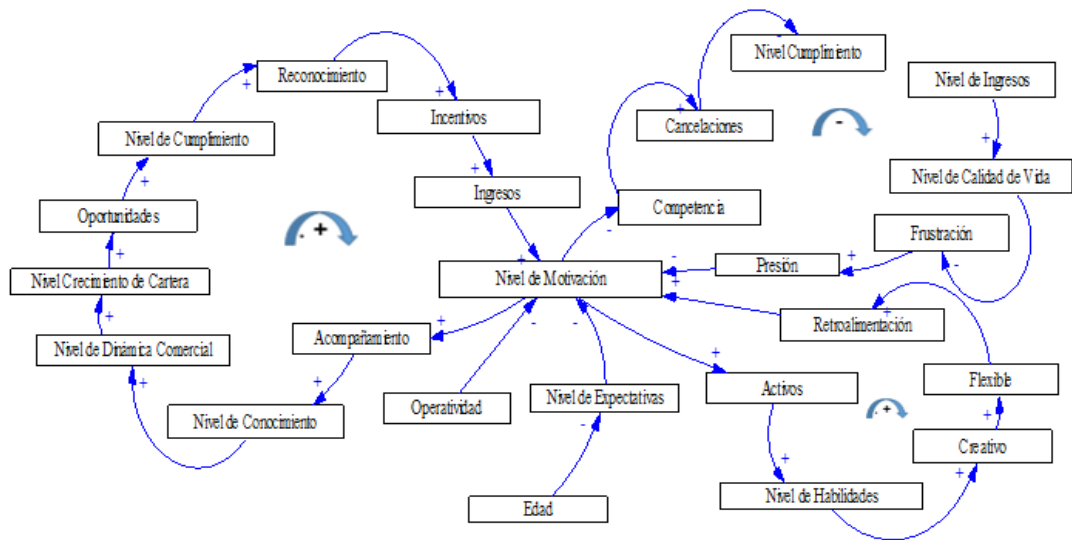 Nivel Cumplimiento
-
Reconocimiento
+
Nivel de Ingresos
+
Incentivos
+
Cancelaciones
-
Nivel de Cumplimiento
+
+
Nivel de Calidad de Vida
+
Ingresos
+
Oportunidades
Competencia
-
Frustración
-
- +
+
Nivel de Motivación
+
-
+
Presión
+
Nivel Crecimiento de Cartera
+
Retroalimentación
+
Acompañamiento
+
-
-
Nivel de Dinámica Comercial
+
+
+
Activos
Flexible
+
Operatividad
Nivel de Expectativas
-
- +
Nivel de Conocimiento
Creativo
+
+
Nivel de Habilidades
Edad